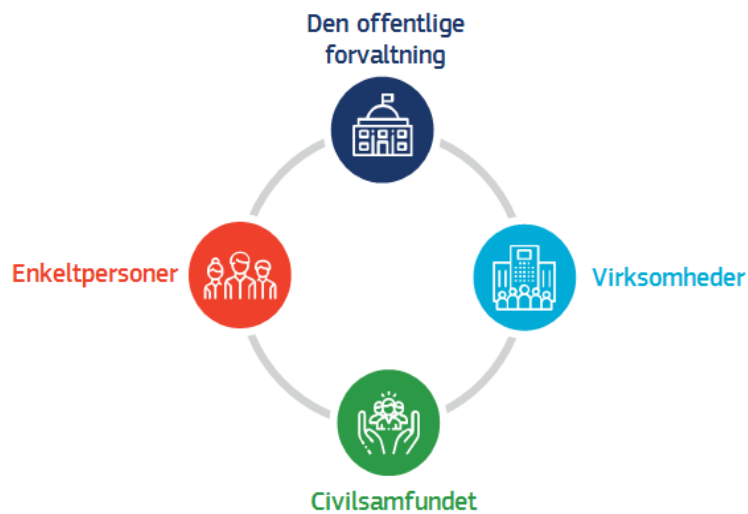 Den offentlige
forvaltning
Enkeltpersoner
Virksomheder
Civilsamfundet